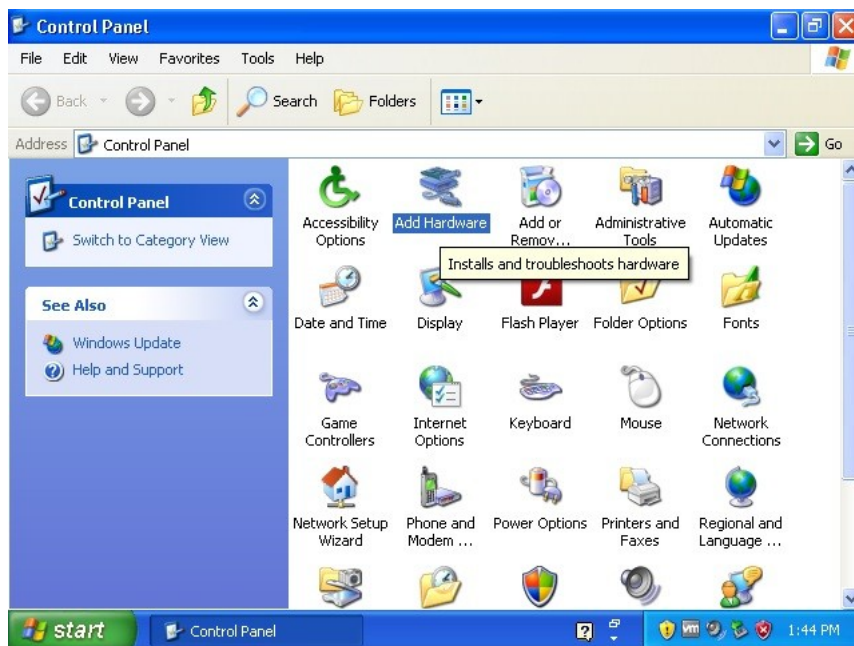 Control Panel
File Edit View Favorites Tools Help
Back Search Folders
Address Control Panel Go
Control Panel
Switch to Category View
See Also
Windows Update
Help and Support
Accessibility Options
Add Hardware
Add or Remov...
Administrative Tools
Automatic Updates
Installs and troubleshoots hardware
Date and Time
Display
Flash Player
Folder Options
Fonts
Game Controllers
Internet Options
Keyboard
Mouse
Network Connections
Network Setup Wizard
Phone and Modem ...
Power Options
Printers and Faxes
Regional and Language ...
start
Control Panel
1:44 PM